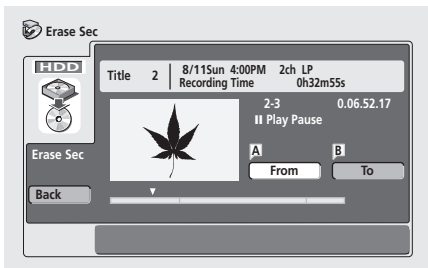 Erase Sec
HDD
Title 2 8/11Sun 4:00PM 2ch LP
Recording Time 0h32m55s
2-3 0.06.52.17
Play Pause
Erase Sec
A B
From To
Back